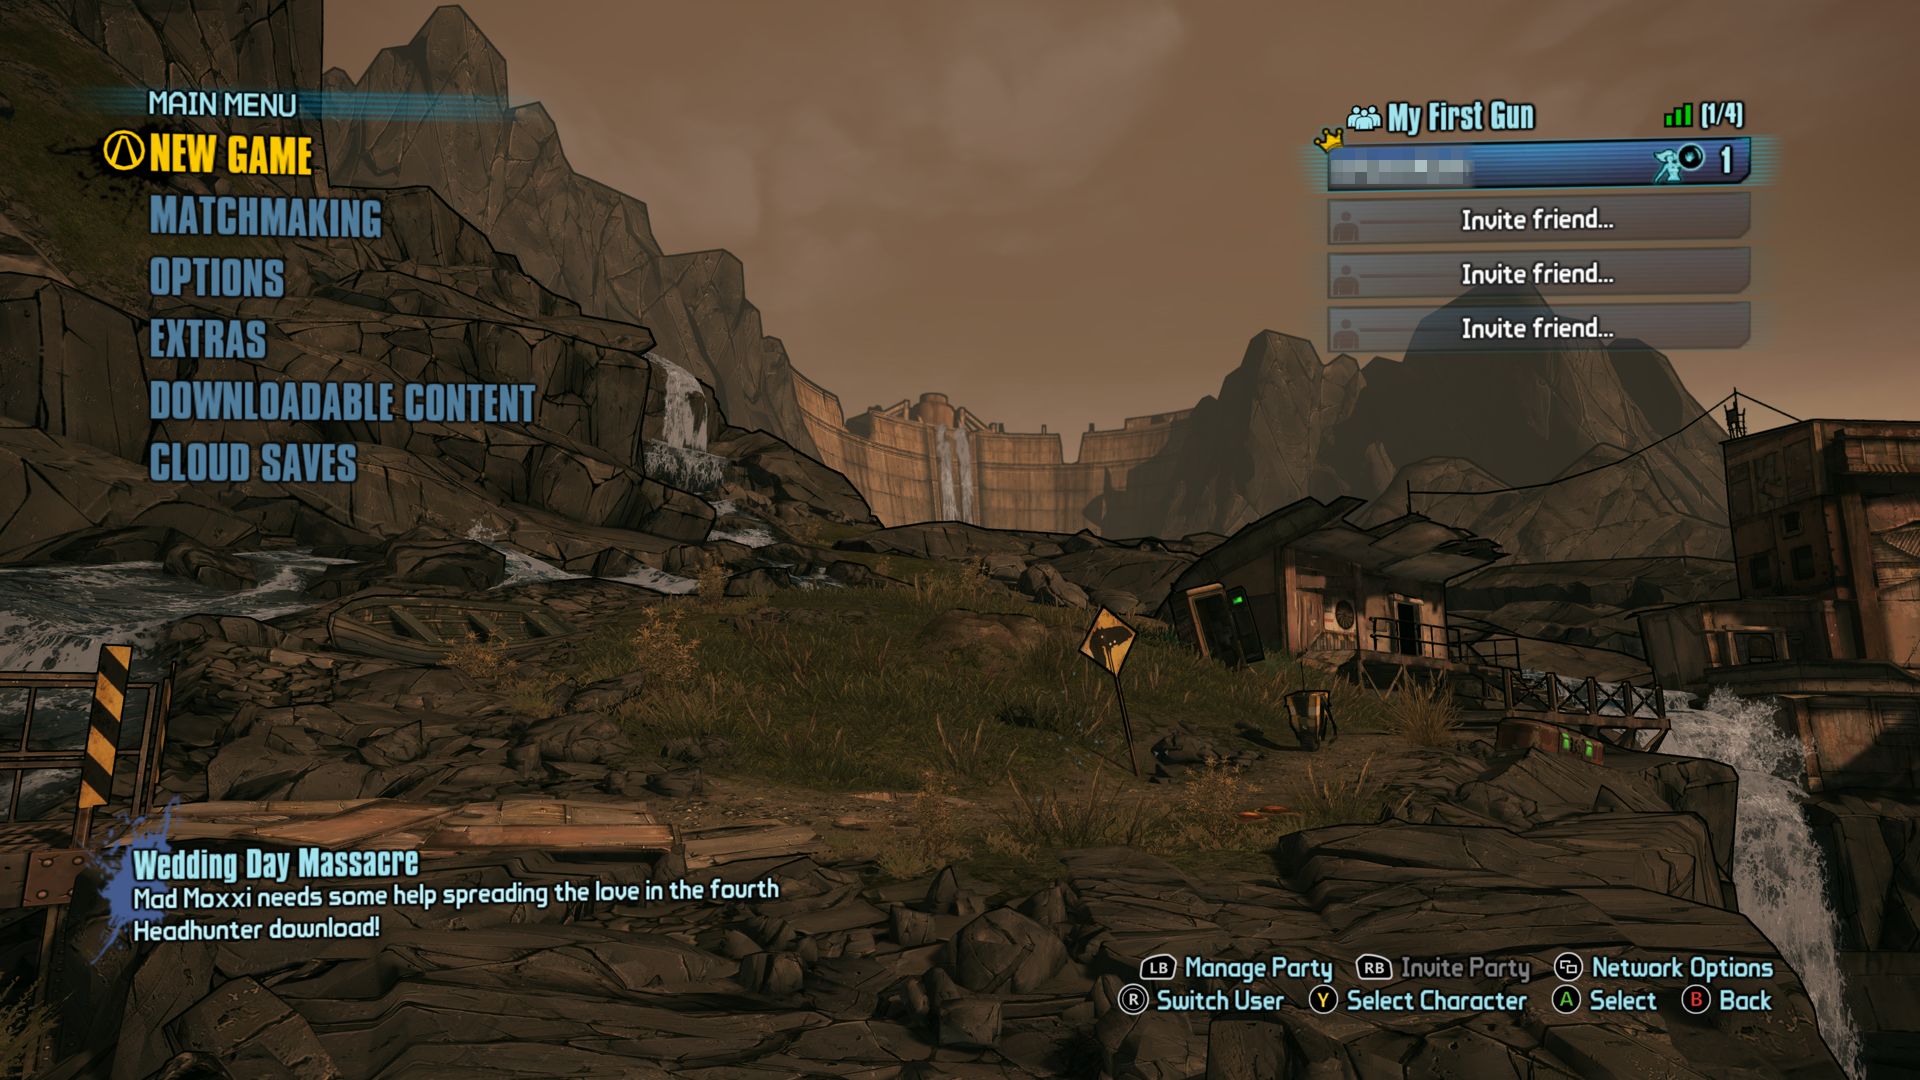 MAIN MENU
NEW GAME
MATCHMAKING
OPTIONS
EXTRAS
DOWNLOADABLE CONTENT
CLOUD SAVES
My First Gun (1/4)
1
Invite friend...
Invite friend...
Invite friend...
Wedding Day Massacre
Mad Moxxi needs some help spreading the love in the fourth
Headhunter download!
LB Manage Party RB Invite Party Network Options
R Switch User Y Select Character A Select B Back